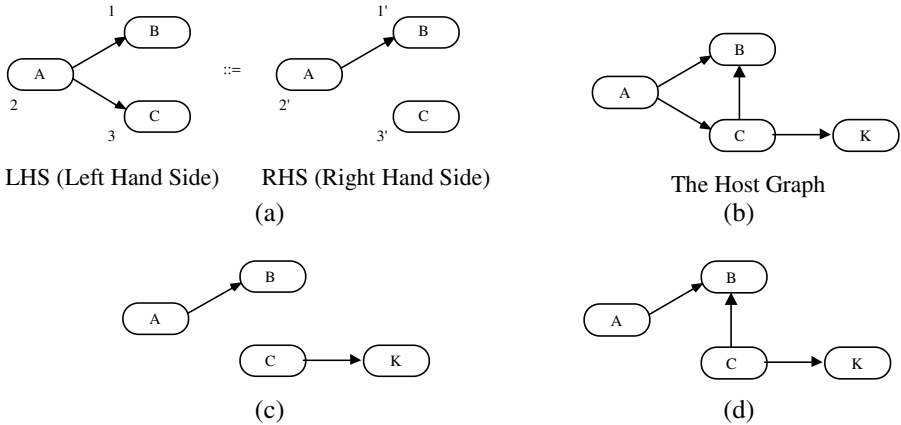 1
B
A
2
C
3
::=
1'
B
A
2'
C
3'
LHS (Left Hand Side)
RHS (Right Hand Side)
(a)
B
A
C
K
The Host Graph
(b)
B
A
C
K
(c)
B
A
C
K
(d)